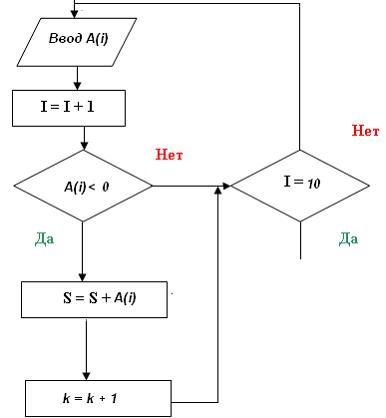 Ввод A(i)
I = I + 1
Нет
Нет
A(i) < 0
I = 10
Да
Да
S = S + A(i)
k = k + 1